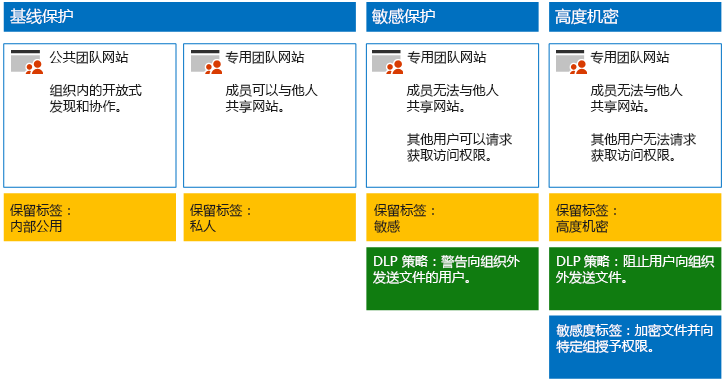 基线保护
公共团队网站
组织内的开放式
发现和协作。
专用团队网站
成员可以与他人
共享网站。
保留标签：
内部公用
保留标签：
私人
敏感保护
专用团队网站
成员无法与他人
共享网站。
其他用户可以请求
获取访问权限。
保留标签：
敏感
DLP 策略：警告向组织外
发送文件的用户。
高度机密
专用团队网站
成员无法与他人
共享网站。
其他用户无法请求
获取访问权限。
保留标签：
高度机密
DLP 策略：阻止用户向组织
外发送文件。
敏感度标签：加密文件并向
特定组授予权限。